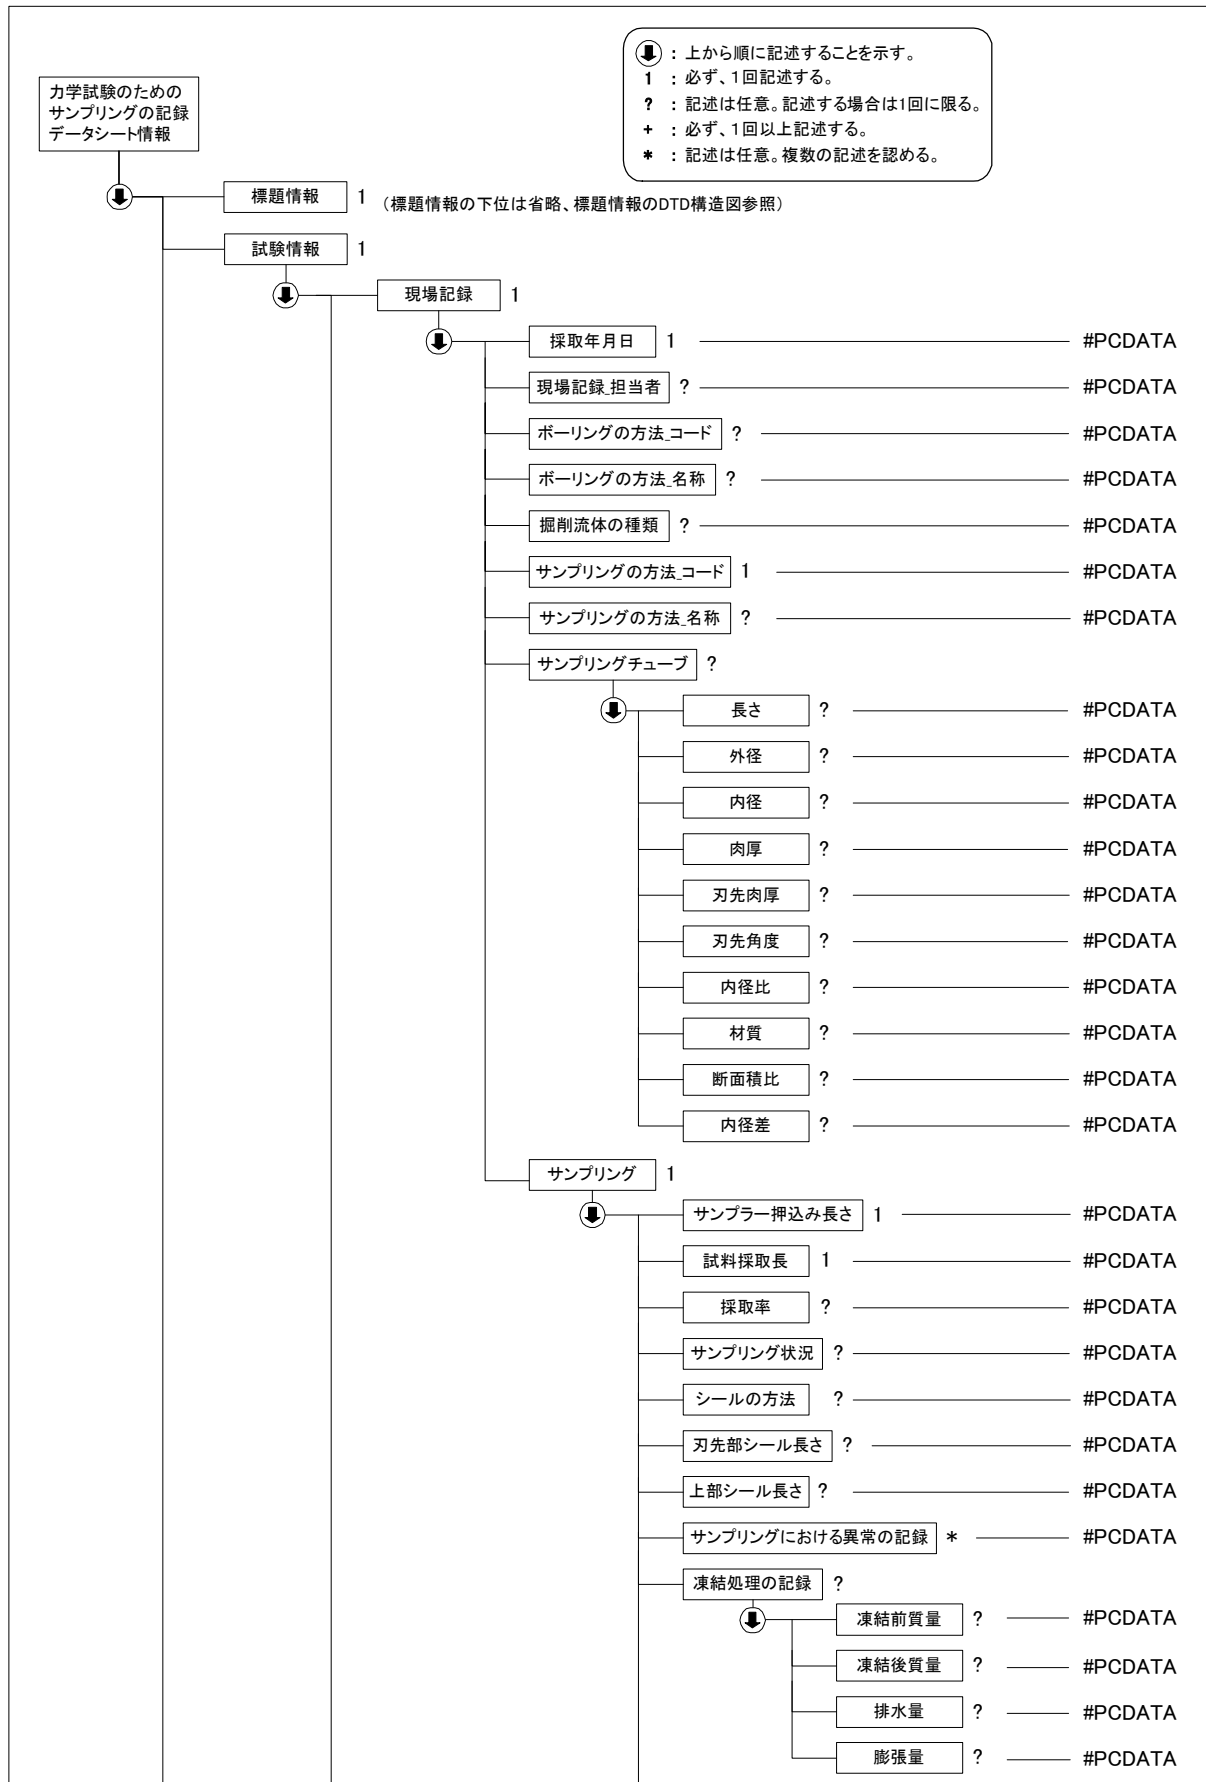 ：上から順に記述することを示す。
1 ：必ず、1回記述する。
? ：記述は任意。記述する場合は1回に限る。
+ ：必ず、1回以上記述する。
* ：記述は任意。複数の記述を認める。
力学試験のための
サンプリングの記録
データシート情報
標題情報 1 （標題情報の下位は省略、標題情報のDTD構造図参照）
試験情報 1
現場記録 1
採取年月日 1 #PCDATA
現場記録_担当者 ? #PCDATA
ボーリングの方法_コード ? #PCDATA
ボーリングの方法_名称 ? #PCDATA
掘削流体の種類 ? #PCDATA
サンプリングの方法_コード 1 #PCDATA
サンプリングの方法_名称 ? #PCDATA
サンプリングチューブ ?
長さ ? #PCDATA
外径 ? #PCDATA
内径 ? #PCDATA
肉厚 ? #PCDATA
刃先肉厚 ? #PCDATA
刃先角度 ? #PCDATA
内径比 ? #PCDATA
材質 ? #PCDATA
断面積比 ? #PCDATA
内径差 ? #PCDATA
サンプリング 1
サンプラー押込み長さ 1 #PCDATA
試料採取長 1 #PCDATA
採取率 ? #PCDATA
サンプリング状況 ? #PCDATA
シールの方法 ? #PCDATA
刃先部シール長さ ? #PCDATA
上部シール長さ ? #PCDATA
サンプリングにおける異常の記録 * #PCDATA
凍結処理の記録 ?
凍結前質量 ? #PCDATA
凍結後質量 ? #PCDATA
排水量 ? #PCDATA
膨張量 ? #PCDATA